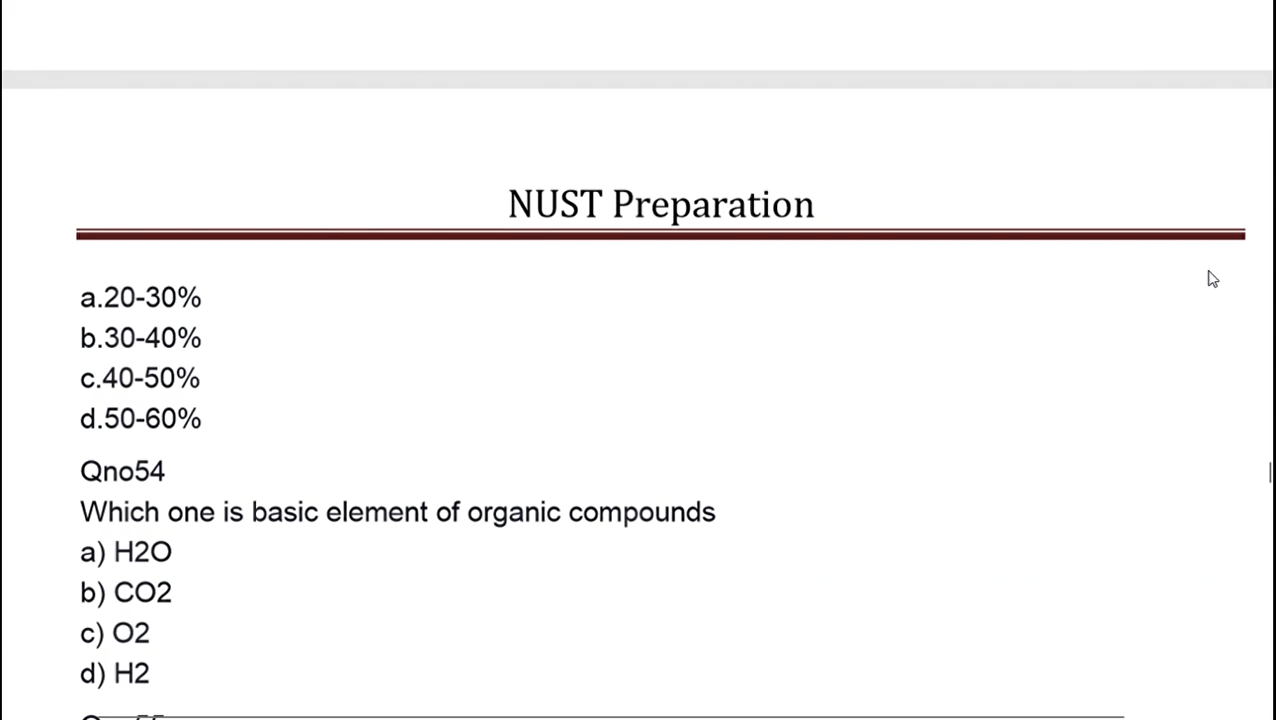 NUST Preparation
a.20-30%
b.30-40%
c.40-50%
d.50-60%
Qno54
Which one is basic element of organic compounds
a) H2O
b) CO2
c) O2
d) H2